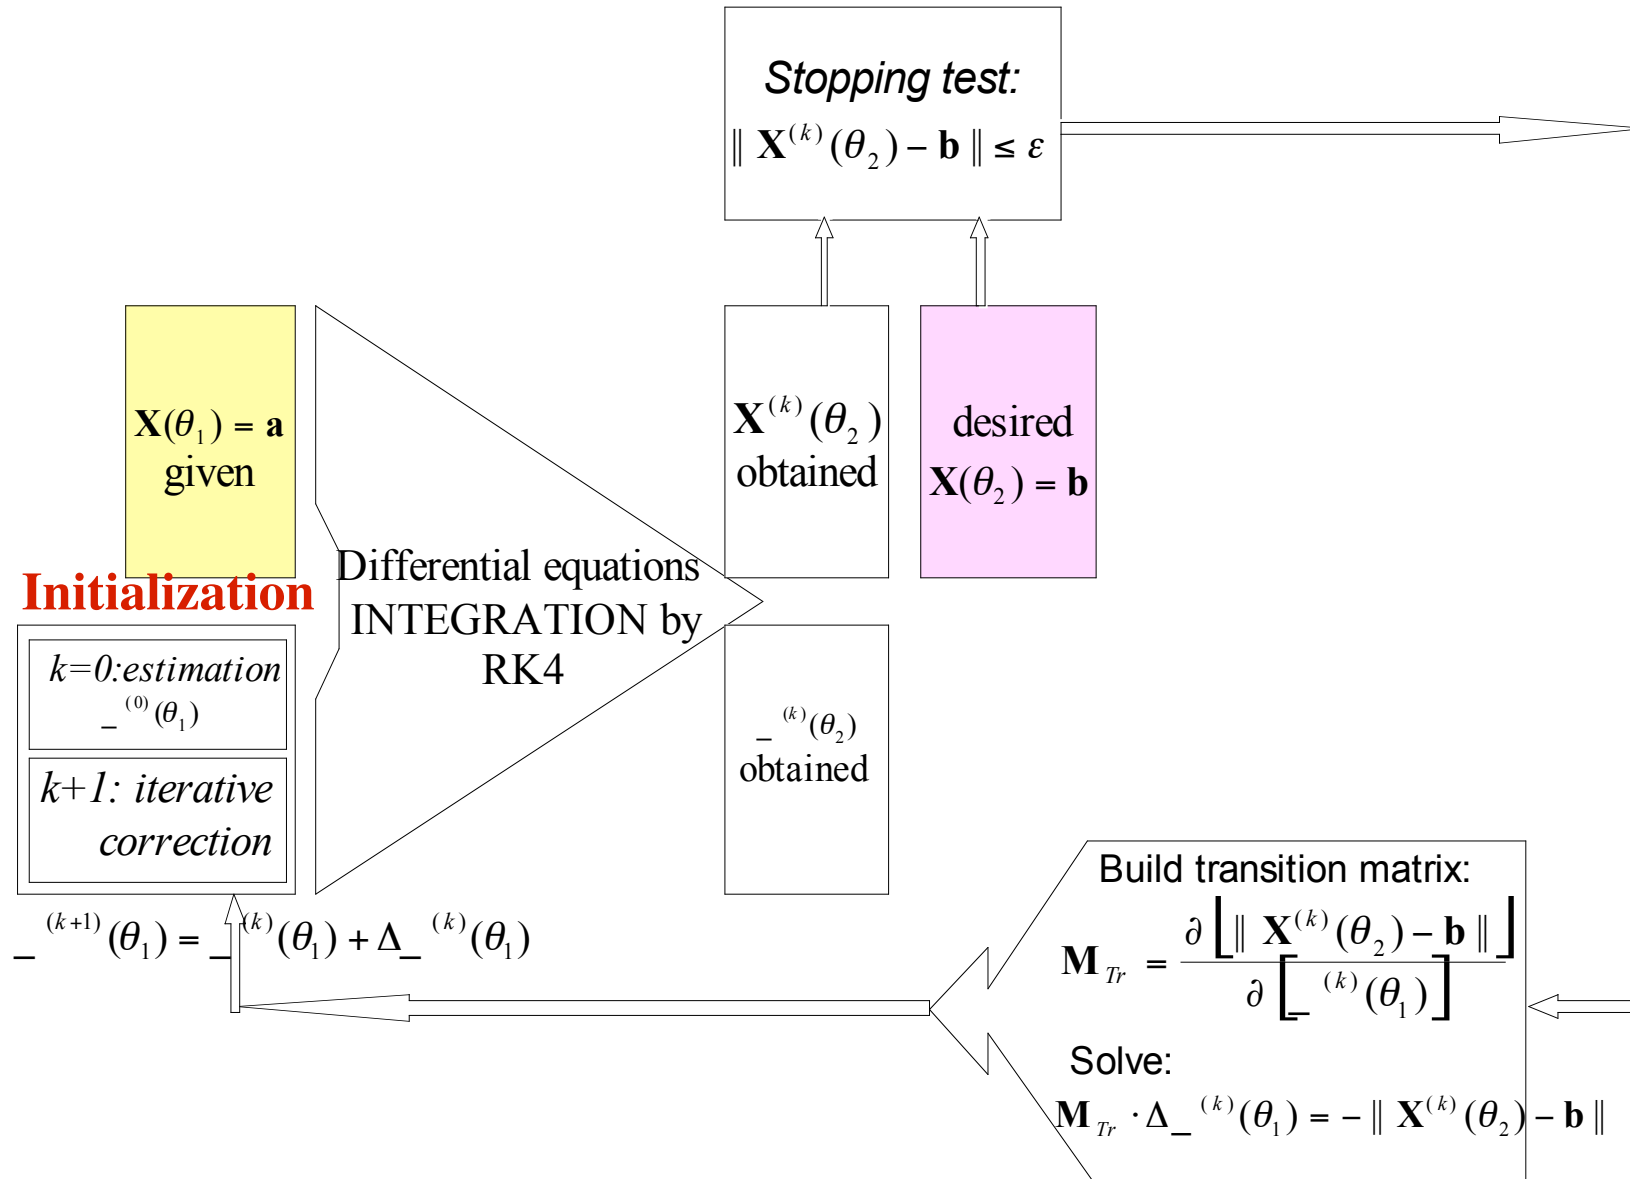 Stopping test:
‖ X^(k)(θ₂) − b ‖ ≤ ε
X(θ₁) = a
given
X^(k)(θ₂)
obtained
desired
X(θ₂) = b
Differential equations
INTEGRATION by
RK4
Initialization
k=0:estimation
_^(0)(θ₁)
k+1: iterative
correction
_^(k)(θ₂)
obtained
_^(k+1)(θ₁) = _^(k)(θ₁) + Δ_^(k)(θ₁)
Build transition matrix:
M_Tr = ∂⌊‖ X^(k)(θ₂) − b ‖⌋ / ∂[_^(k)(θ₁)]
Solve:
M_Tr · Δ_^(k)(θ₁) = − ‖ X^(k)(θ₂) − b ‖